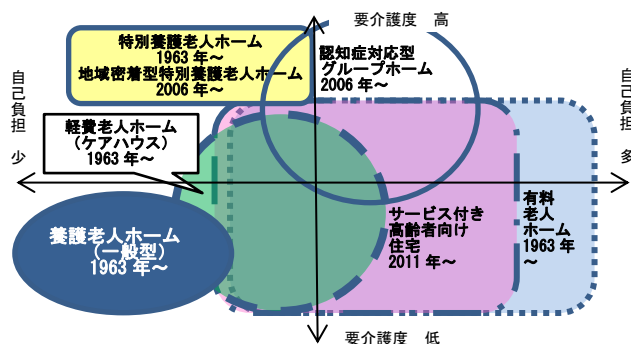 要介護度 高
特別養護老人ホーム
1963 年～
地域密着型特別養護老人ホーム
2006 年～
認知症対応型
グループホーム
2006 年～
自己負担 少
自己負担 多
軽費老人ホーム
（ケアハウス）
1963 年～
養護老人ホーム
（一般型）
1963 年～
サービス付き
高齢者向け
住宅
2011 年～
有料
老人
ホーム
1963 年
～
要介護度 低